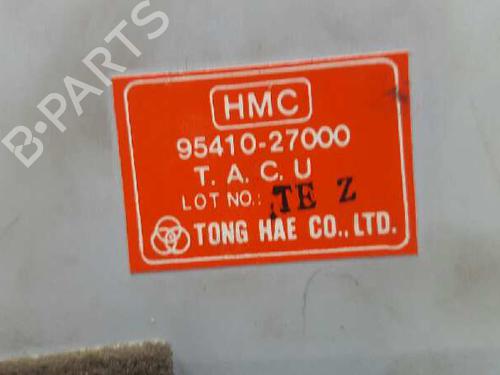 B-PARTS
HMC
95410-27000
T. A. C. U
LOT NO.: TE Z
TONG HAE CO., LTD.